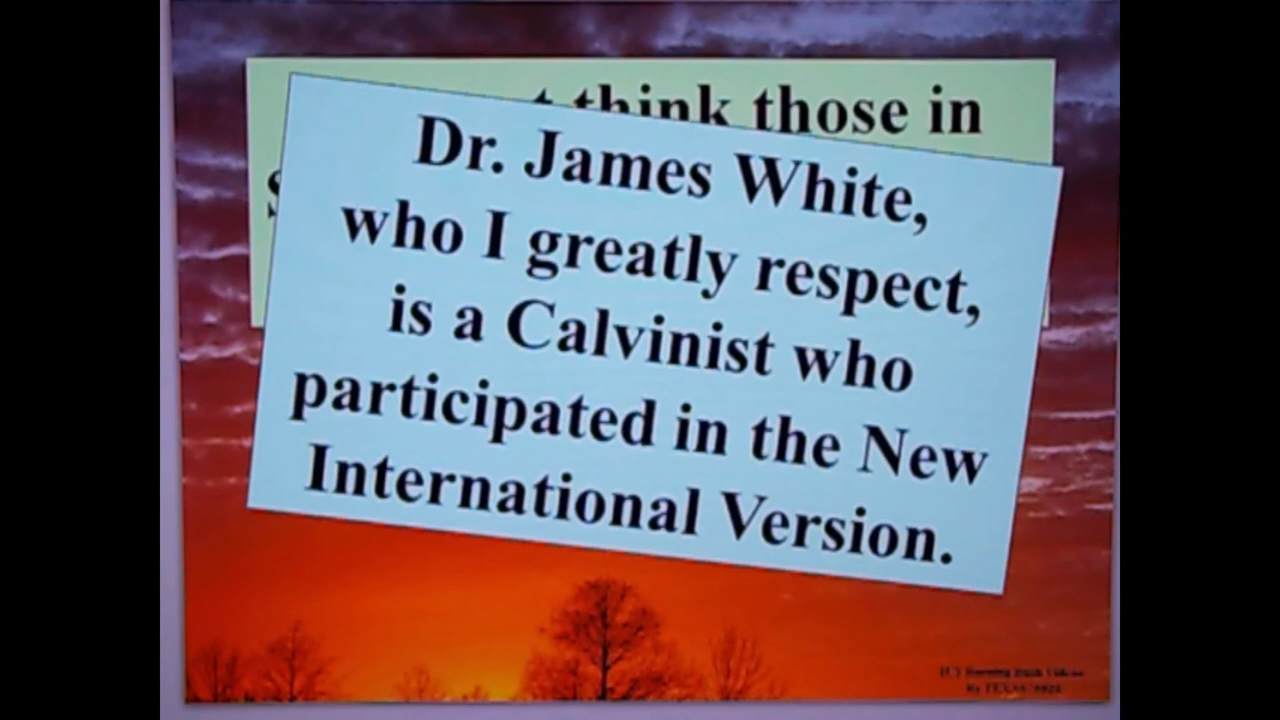 think those in
Dr. James White,
who I greatly respect,
is a Calvinist who
participated in the New
International Version.